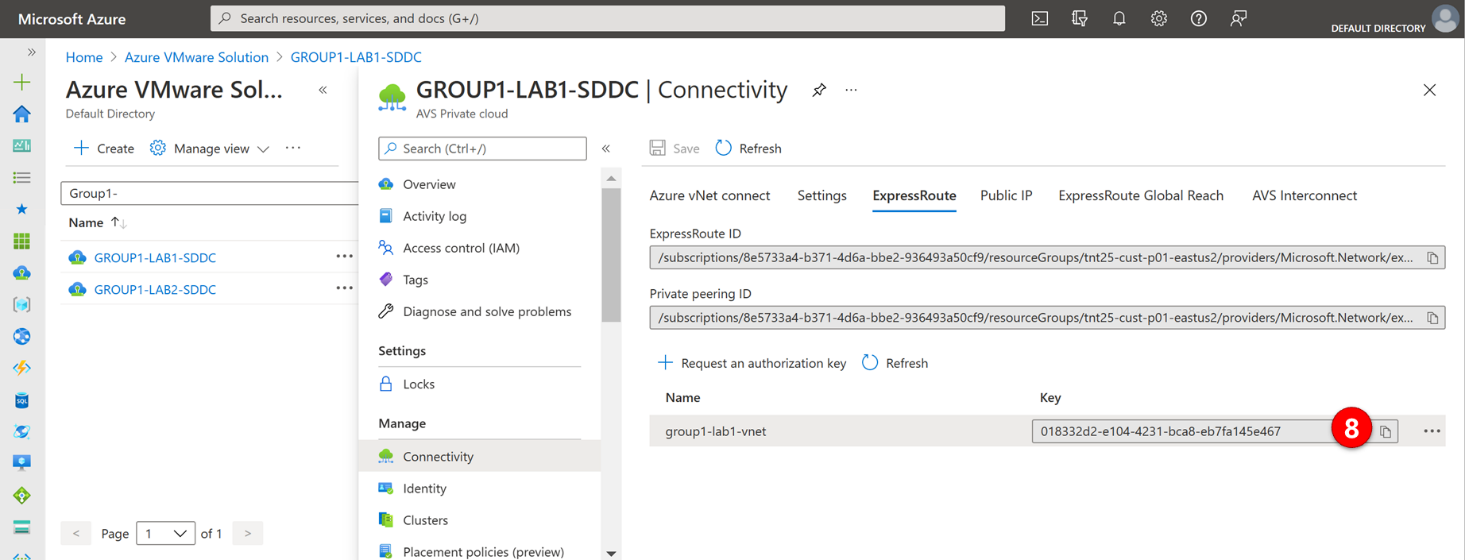 Microsoft Azure
Search resources, services, and docs (G+/)
DEFAULT DIRECTORY
Home > Azure VMware Solution > GROUP1-LAB1-SDDC
Azure VMware Sol...
Default Directory
Create
Manage view
Group1-
Name
GROUP1-LAB1-SDDC
GROUP1-LAB2-SDDC
< Page 1 of 1 >
GROUP1-LAB1-SDDC | Connectivity
AVS Private cloud
Search (Ctrl+/)
Overview
Activity log
Access control (IAM)
Tags
Diagnose and solve problems
Settings
Locks
Manage
Connectivity
Identity
Clusters
Placement policies (preview)
Save Refresh
Azure vNet connect Settings ExpressRoute Public IP ExpressRoute Global Reach AVS Interconnect
ExpressRoute ID
/subscriptions/8e5733a4-b371-4d6a-bbe2-936493a50cf9/resourceGroups/tnt25-cust-p01-eastus2/providers/Microsoft.Network/ex...
Private peering ID
/subscriptions/8e5733a4-b371-4d6a-bbe2-936493a50cf9/resourceGroups/tnt25-cust-p01-eastus2/providers/Microsoft.Network/ex...
Request an authorization key Refresh
Name Key
group1-lab1-vnet 018332d2-e104-4231-bca8-eb7fa145e467 8
SQL